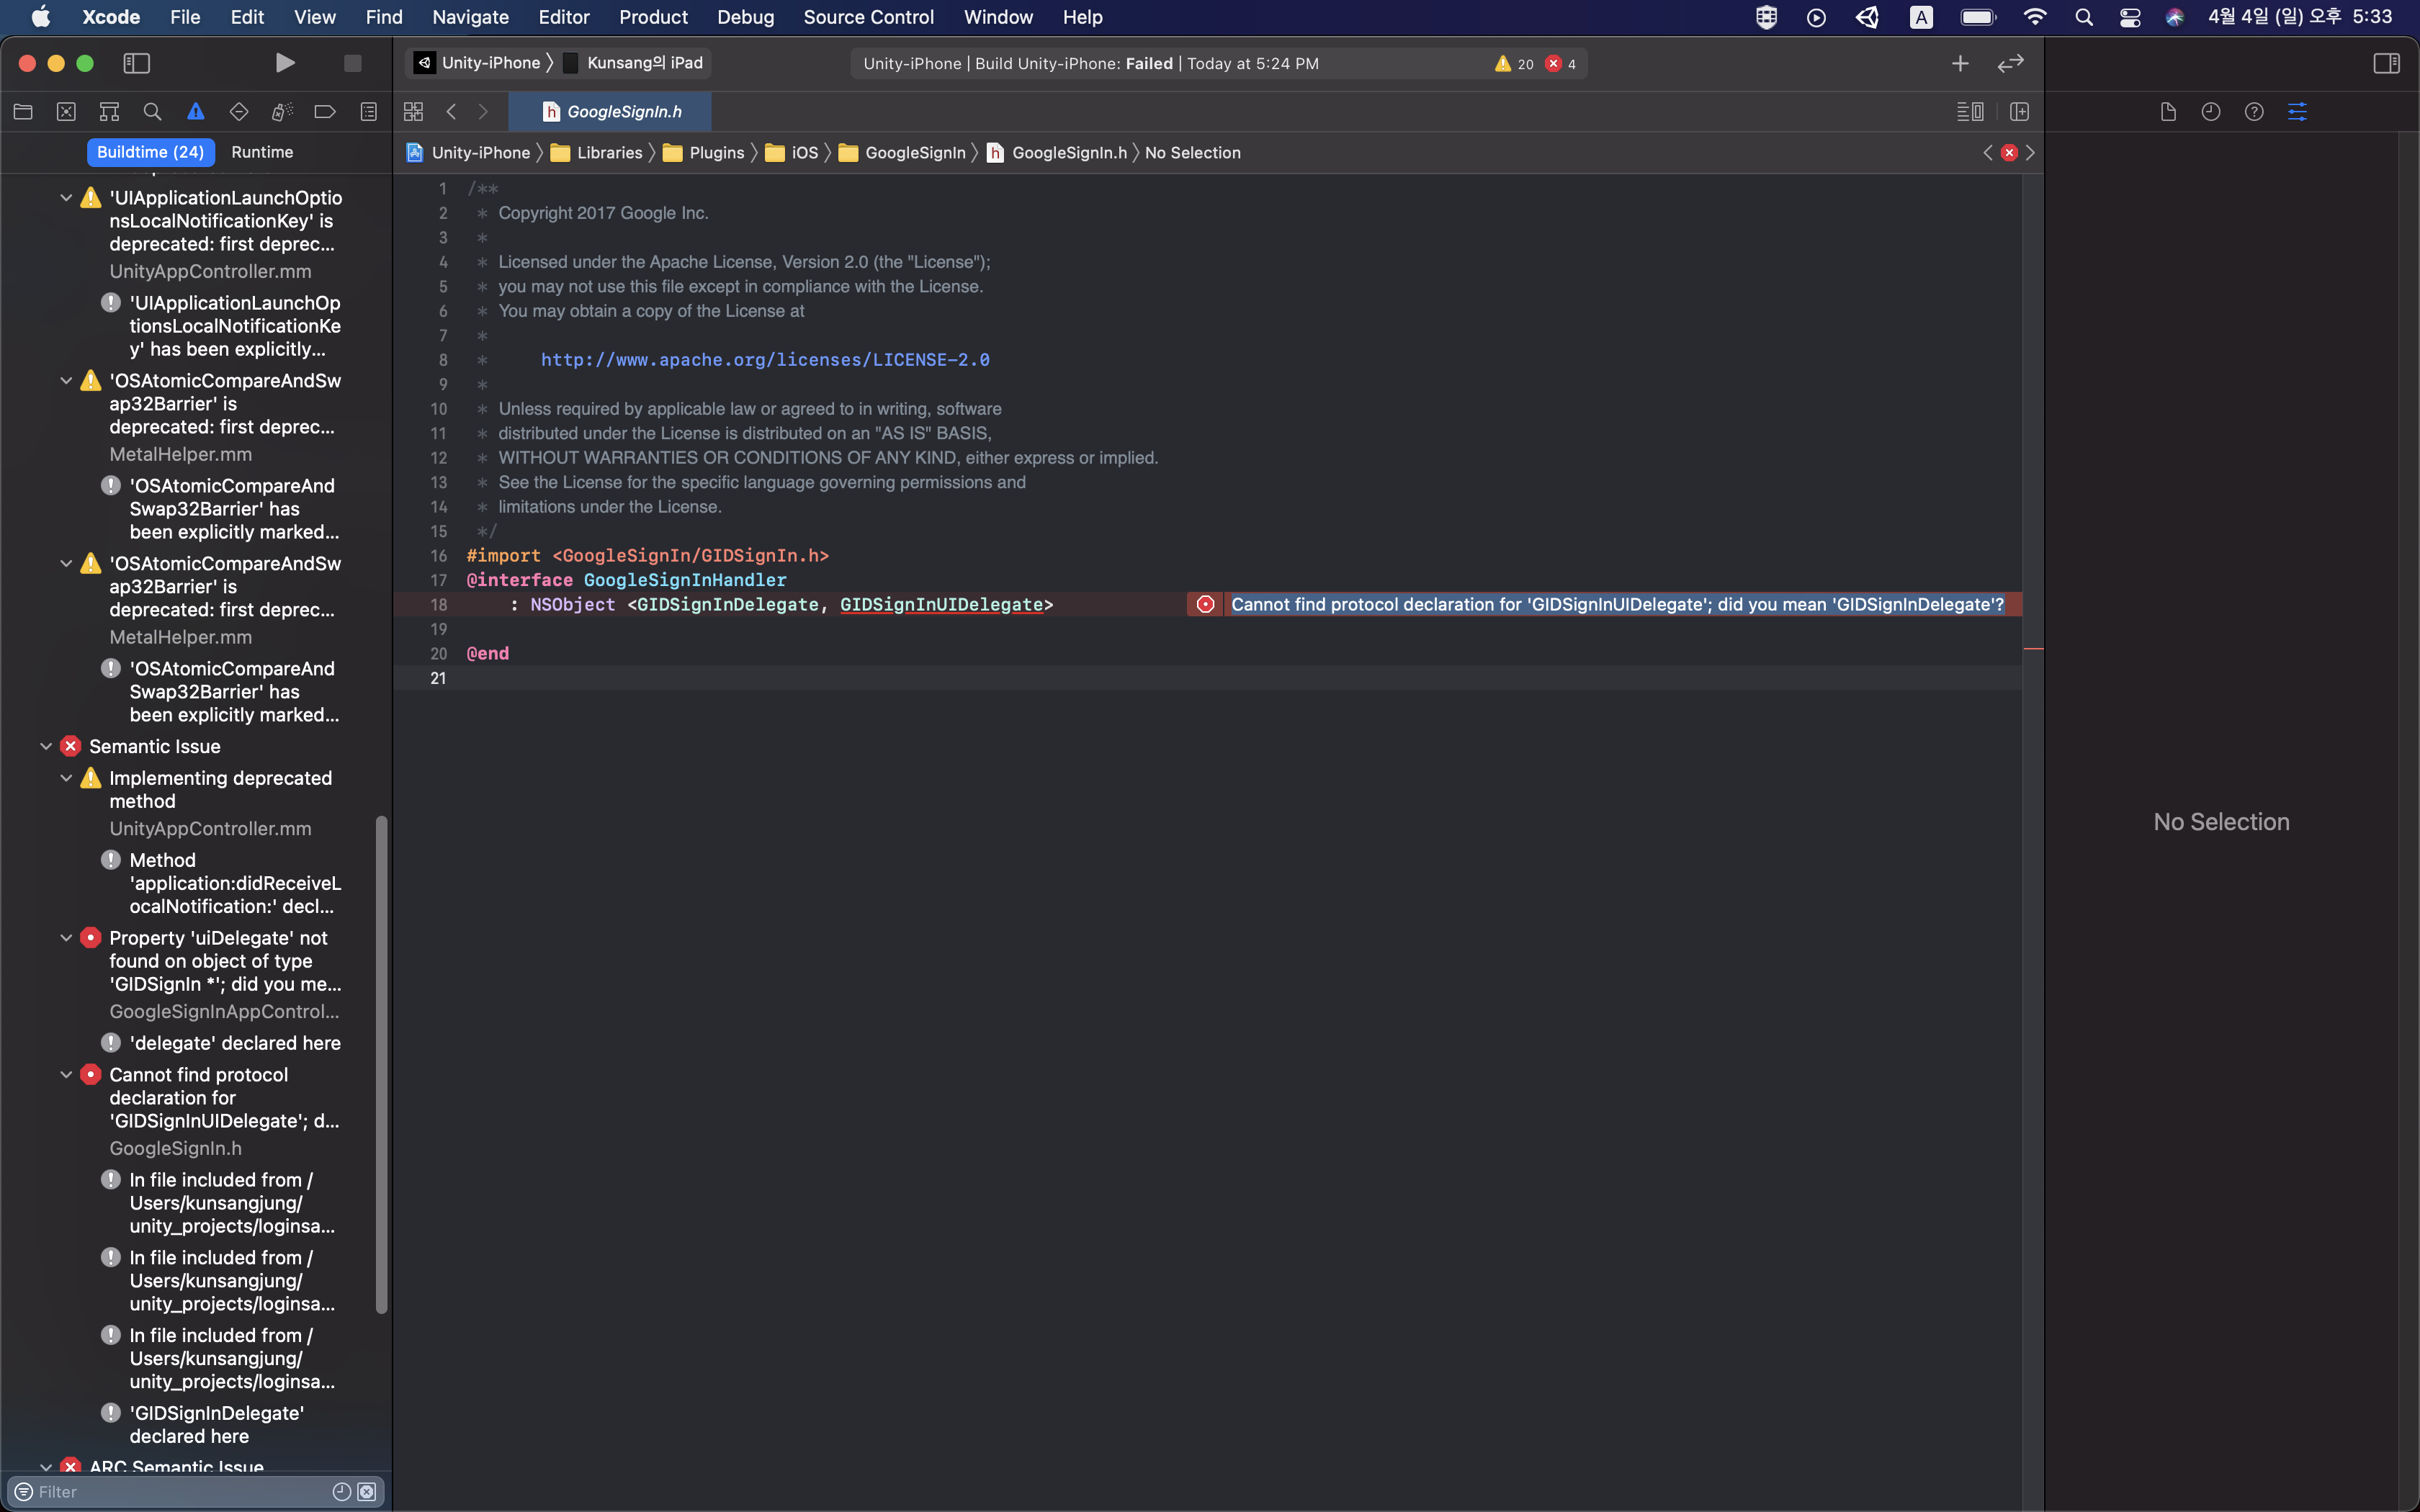 Xcode File Edit View Find Navigate Editor Product Debug Source Control Window Help
A 4월 4일 (일) 오후 5:33
Unity-iPhone Kunsang의 iPad
Unity-iPhone | Build Unity-iPhone: Failed | Today at 5:24 PM 20 4
h GoogleSignIn.h
Buildtime (24) Runtime
Unity-iPhone Libraries Plugins iOS GoogleSignIn h GoogleSignIn.h No Selection
'UIApplicationLaunchOptio
nsLocalNotificationKey' is
deprecated: first deprec...
UnityAppController.mm
'UIApplicationLaunchOp
tionsLocalNotificationKe
y' has been explicitly...
'OSAtomicCompareAndSw
ap32Barrier' is
deprecated: first deprec...
MetalHelper.mm
'OSAtomicCompareAnd
Swap32Barrier' has
been explicitly marked...
'OSAtomicCompareAndSw
ap32Barrier' is
deprecated: first deprec...
MetalHelper.mm
'OSAtomicCompareAnd
Swap32Barrier' has
been explicitly marked...
Semantic Issue
Implementing deprecated
method
UnityAppController.mm
Method
'application:didReceiveL
ocalNotification:' decl...
Property 'uiDelegate' not
found on object of type
'GIDSignIn *'; did you me...
GoogleSignInAppControl...
'delegate' declared here
Cannot find protocol
declaration for
'GIDSignInUIDelegate'; d...
GoogleSignIn.h
In file included from /
Users/kunsangjung/
unity_projects/loginsa...
In file included from /
Users/kunsangjung/
unity_projects/loginsa...
In file included from /
Users/kunsangjung/
unity_projects/loginsa...
'GIDSignInDelegate'
declared here
ARC Semantic Issue
Filter
1 /**
2 * Copyright 2017 Google Inc.
3 *
4 * Licensed under the Apache License, Version 2.0 (the "License");
5 * you may not use this file except in compliance with the License.
6 * You may obtain a copy of the License at
7 *
8 * http://www.apache.org/licenses/LICENSE-2.0
9 *
10 * Unless required by applicable law or agreed to in writing, software
11 * distributed under the License is distributed on an "AS IS" BASIS,
12 * WITHOUT WARRANTIES OR CONDITIONS OF ANY KIND, either express or implied.
13 * See the License for the specific language governing permissions and
14 * limitations under the License.
15 */
16 #import <GoogleSignIn/GIDSignIn.h>
17 @interface GoogleSignInHandler
18 : NSObject <GIDSignInDelegate, GIDSignInUIDelegate> Cannot find protocol declaration for 'GIDSignInUIDelegate'; did you mean 'GIDSignInDelegate'?
19
20 @end
21
No Selection